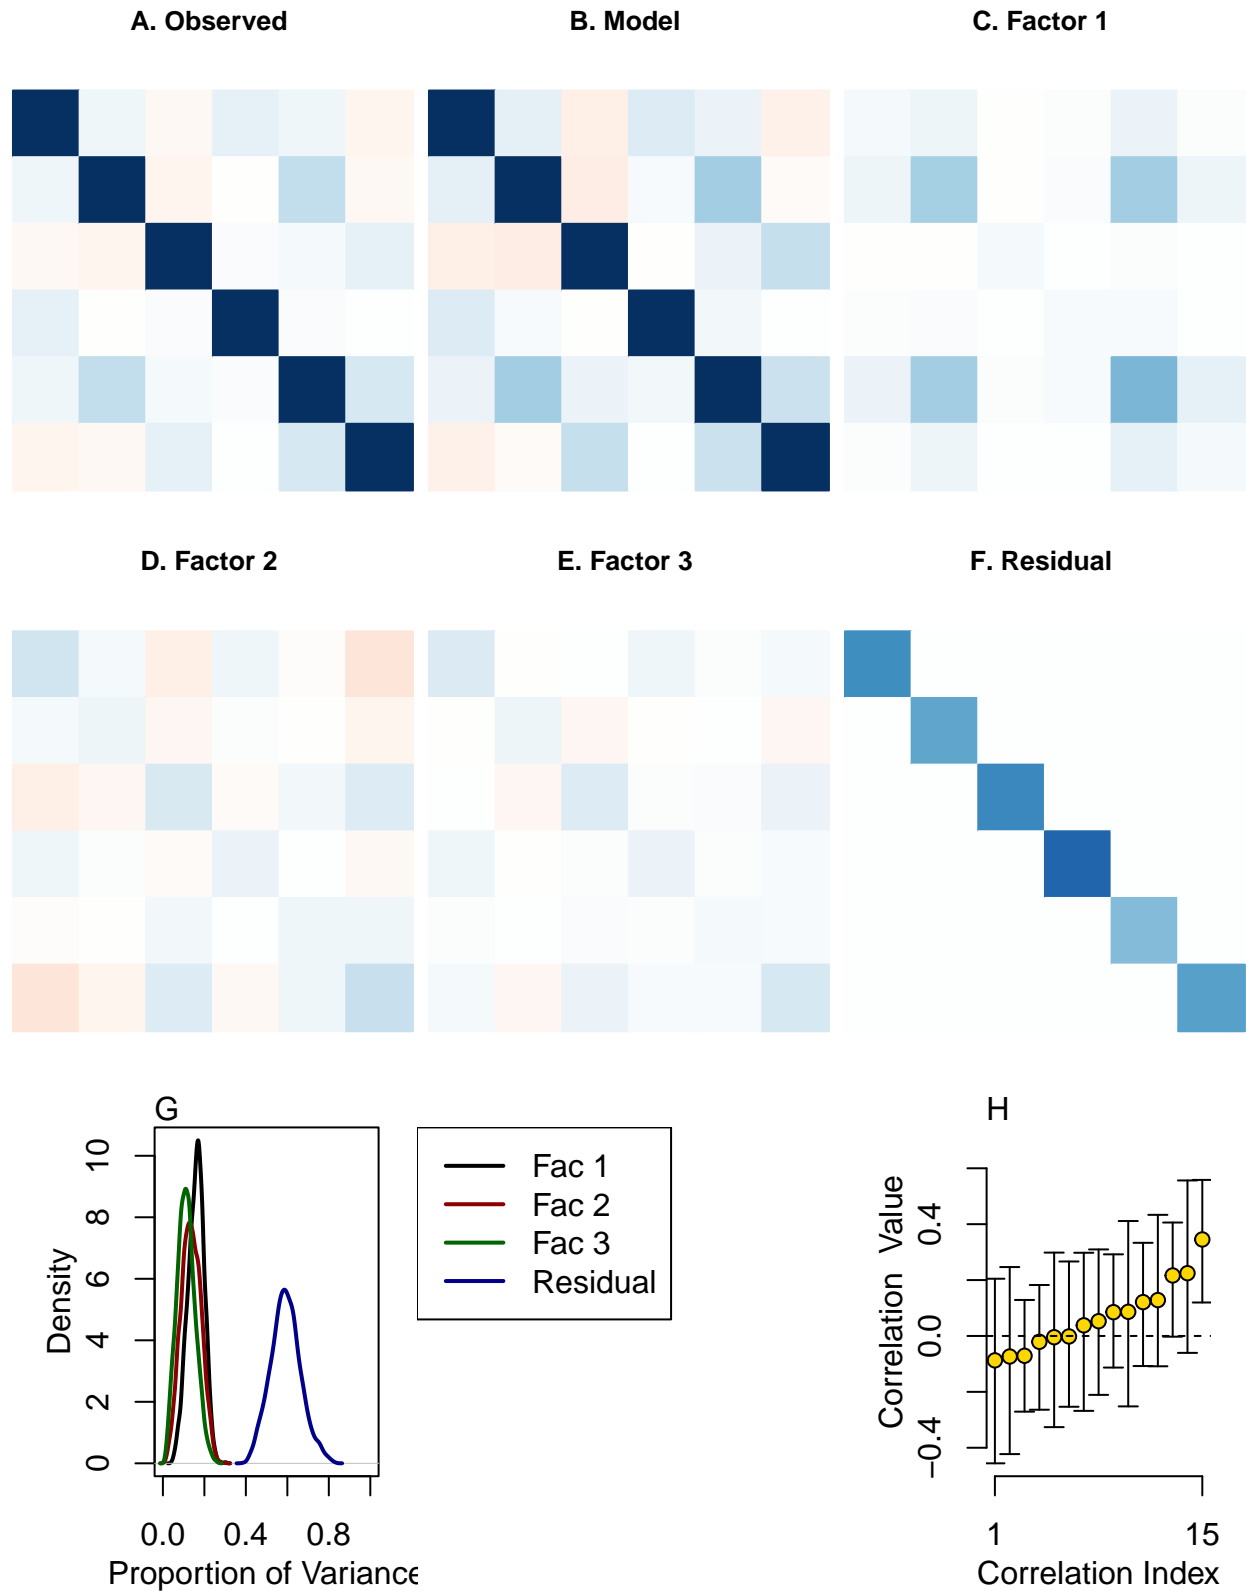 A. Observed
B. Model
C. Factor 1
D. Factor 2
E. Factor 3
F. Residual
G
Density
0
2
4
6
8
10
0.0 0.4 0.8
Proportion of Variance
Fac 1
Fac 2
Fac 3
Residual
H
Correlation Value
−0.4
0.0
0.4
1 15
Correlation Index